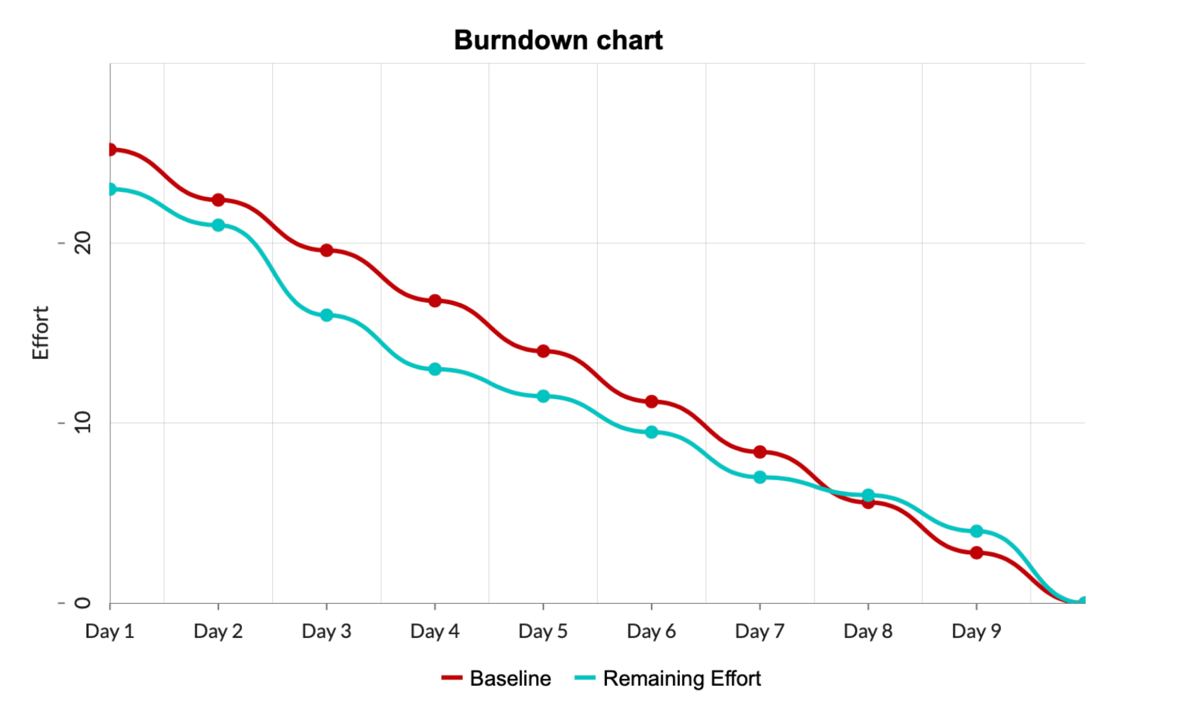 Burndown chart
20
10
0
Effort
Day 1 Day 2 Day 3 Day 4 Day 5 Day 6 Day 7 Day 8 Day 9
Baseline Remaining Effort